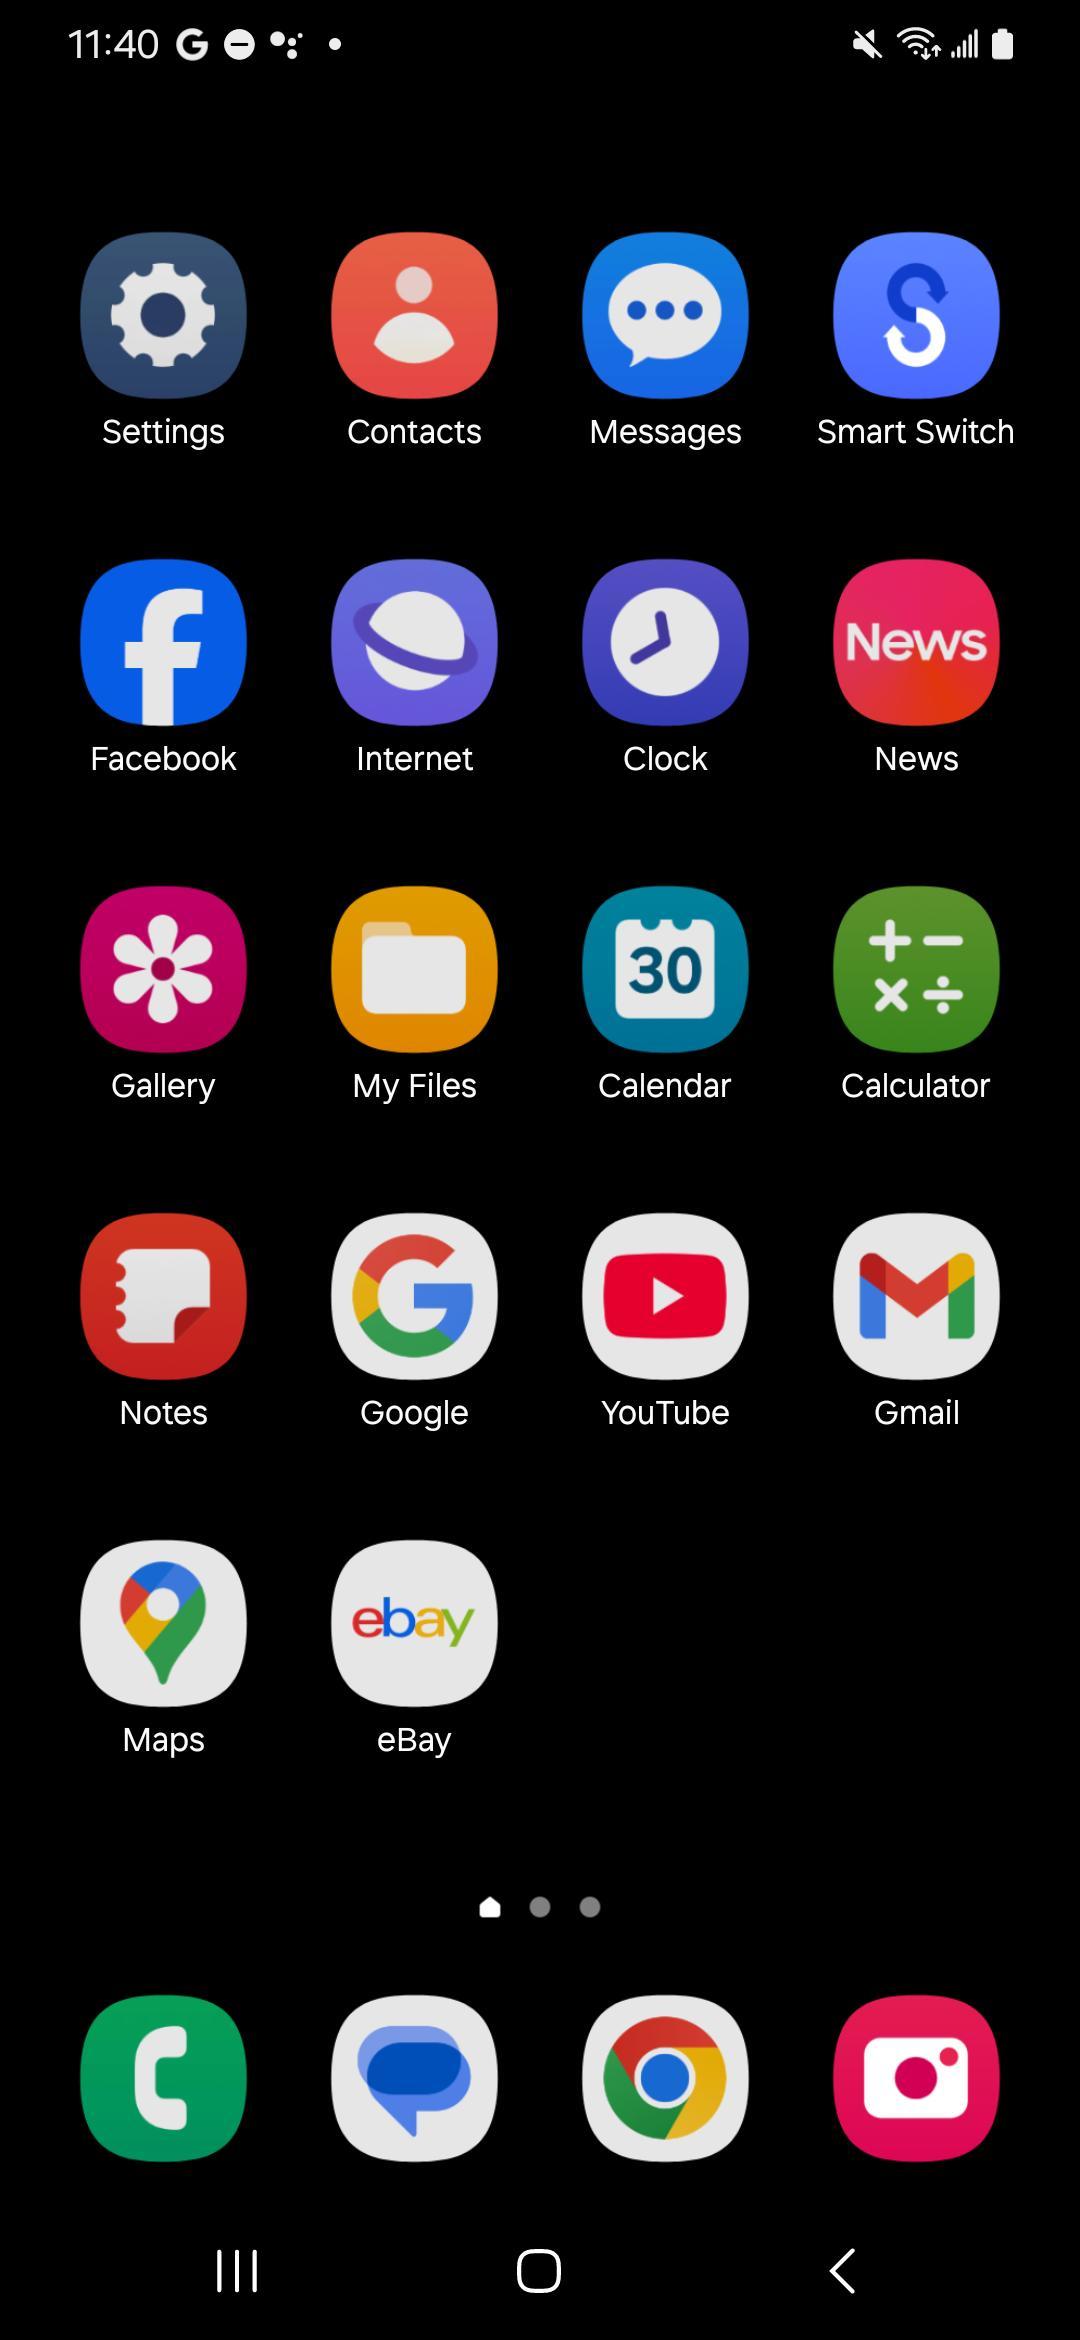 11:40
Settings Contacts Messages Smart Switch
News
Facebook Internet Clock News
30
Gallery My Files Calendar Calculator
Notes Google YouTube Gmail
ebay
Maps eBay